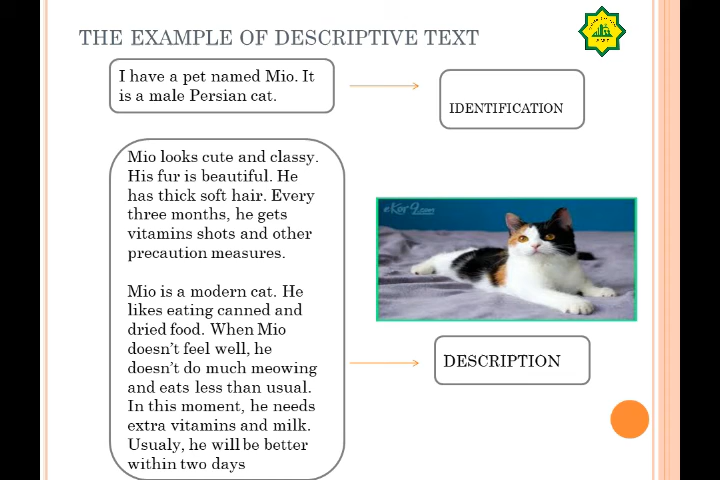 THE EXAMPLE OF DESCRIPTIVE TEXT
I have a pet named Mio. It
is a male Persian cat.
IDENTIFICATION
Mio looks cute and classy.
His fur is beautiful. He
has thick soft hair. Every
three months, he gets
vitamins shots and other
precaution measures.
Mio is a modern cat. He
likes eating canned and
dried food. When Mio
doesn't feel well, he
doesn't do much meowing
and eats less than usual.
In this moment, he needs
extra vitamins and milk.
Usualy, he will be better
within two days
eKor9.com
DESCRIPTION